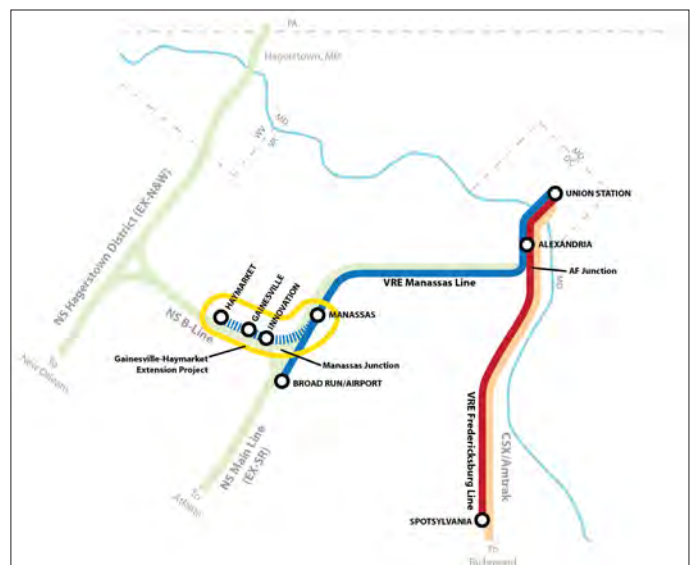 PA
Hagerstown, MD
WV
VA
MD
MD
DC
NS Hagerstown District (EX-N&W)
UNION STATION
ALEXANDRIA
AF Junction
MD
VRE Manassas Line
HAYMARKET
GAINESVILLE
INNOVATION
MANASSAS
NS B-Line
Gainesville-Haymarket
Extension Project
Manassas Junction
BROAD RUN/AIRPORT
To
New Orleans
NS Main Line
(EX-SR)
To
Atlanta
VRE Fredericksburg Line
CSX/Amtrak
SPOTSYLVANIA
To
Richmond